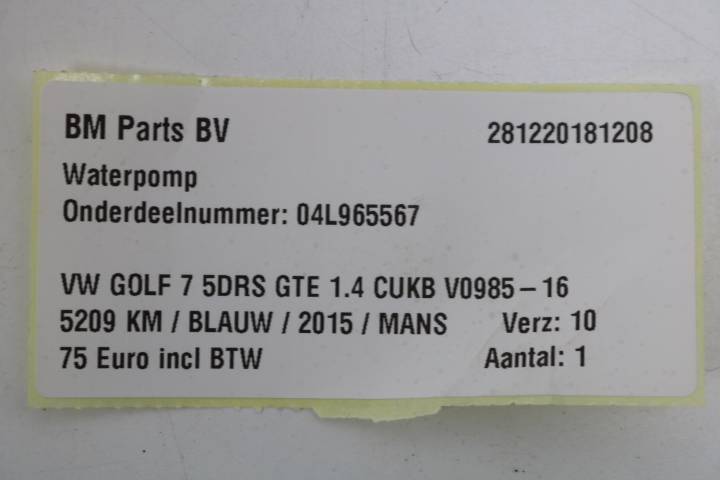 BM Parts BV 281220181208
Waterpomp
Onderdeelnummer: 04L965567
VW GOLF 7 5DRS GTE 1.4 CUKB V0985-16
5209 KM / BLAUW / 2015 / MANS Verz: 10
75 Euro incl BTW Aantal: 1